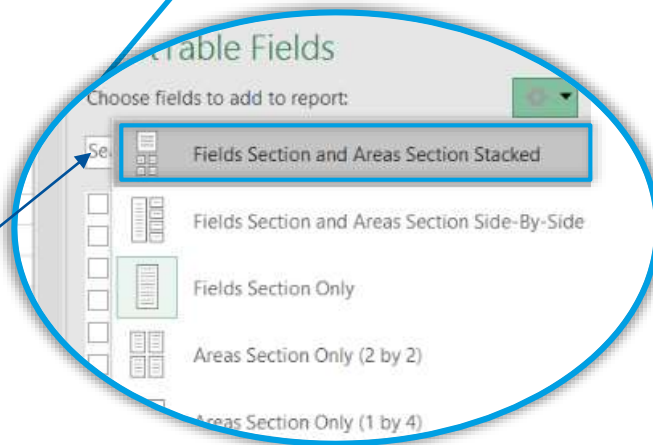 Table Fields
Choose fields to add to report:
Fields Section and Areas Section Stacked
Fields Section and Areas Section Side-By-Side
Fields Section Only
Areas Section Only (2 by 2)
Areas Section Only (1 by 4)